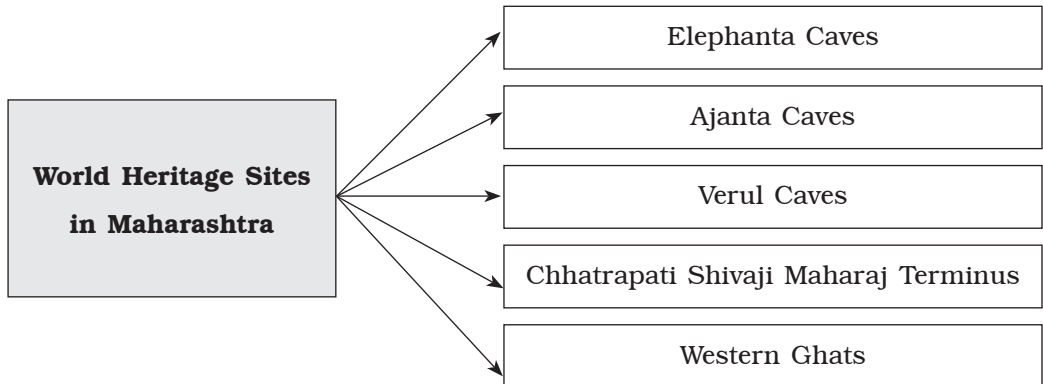 World Heritage Sites
in Maharashtra
Elephanta Caves
Ajanta Caves
Verul Caves
Chhatrapati Shivaji Maharaj Terminus
Western Ghats